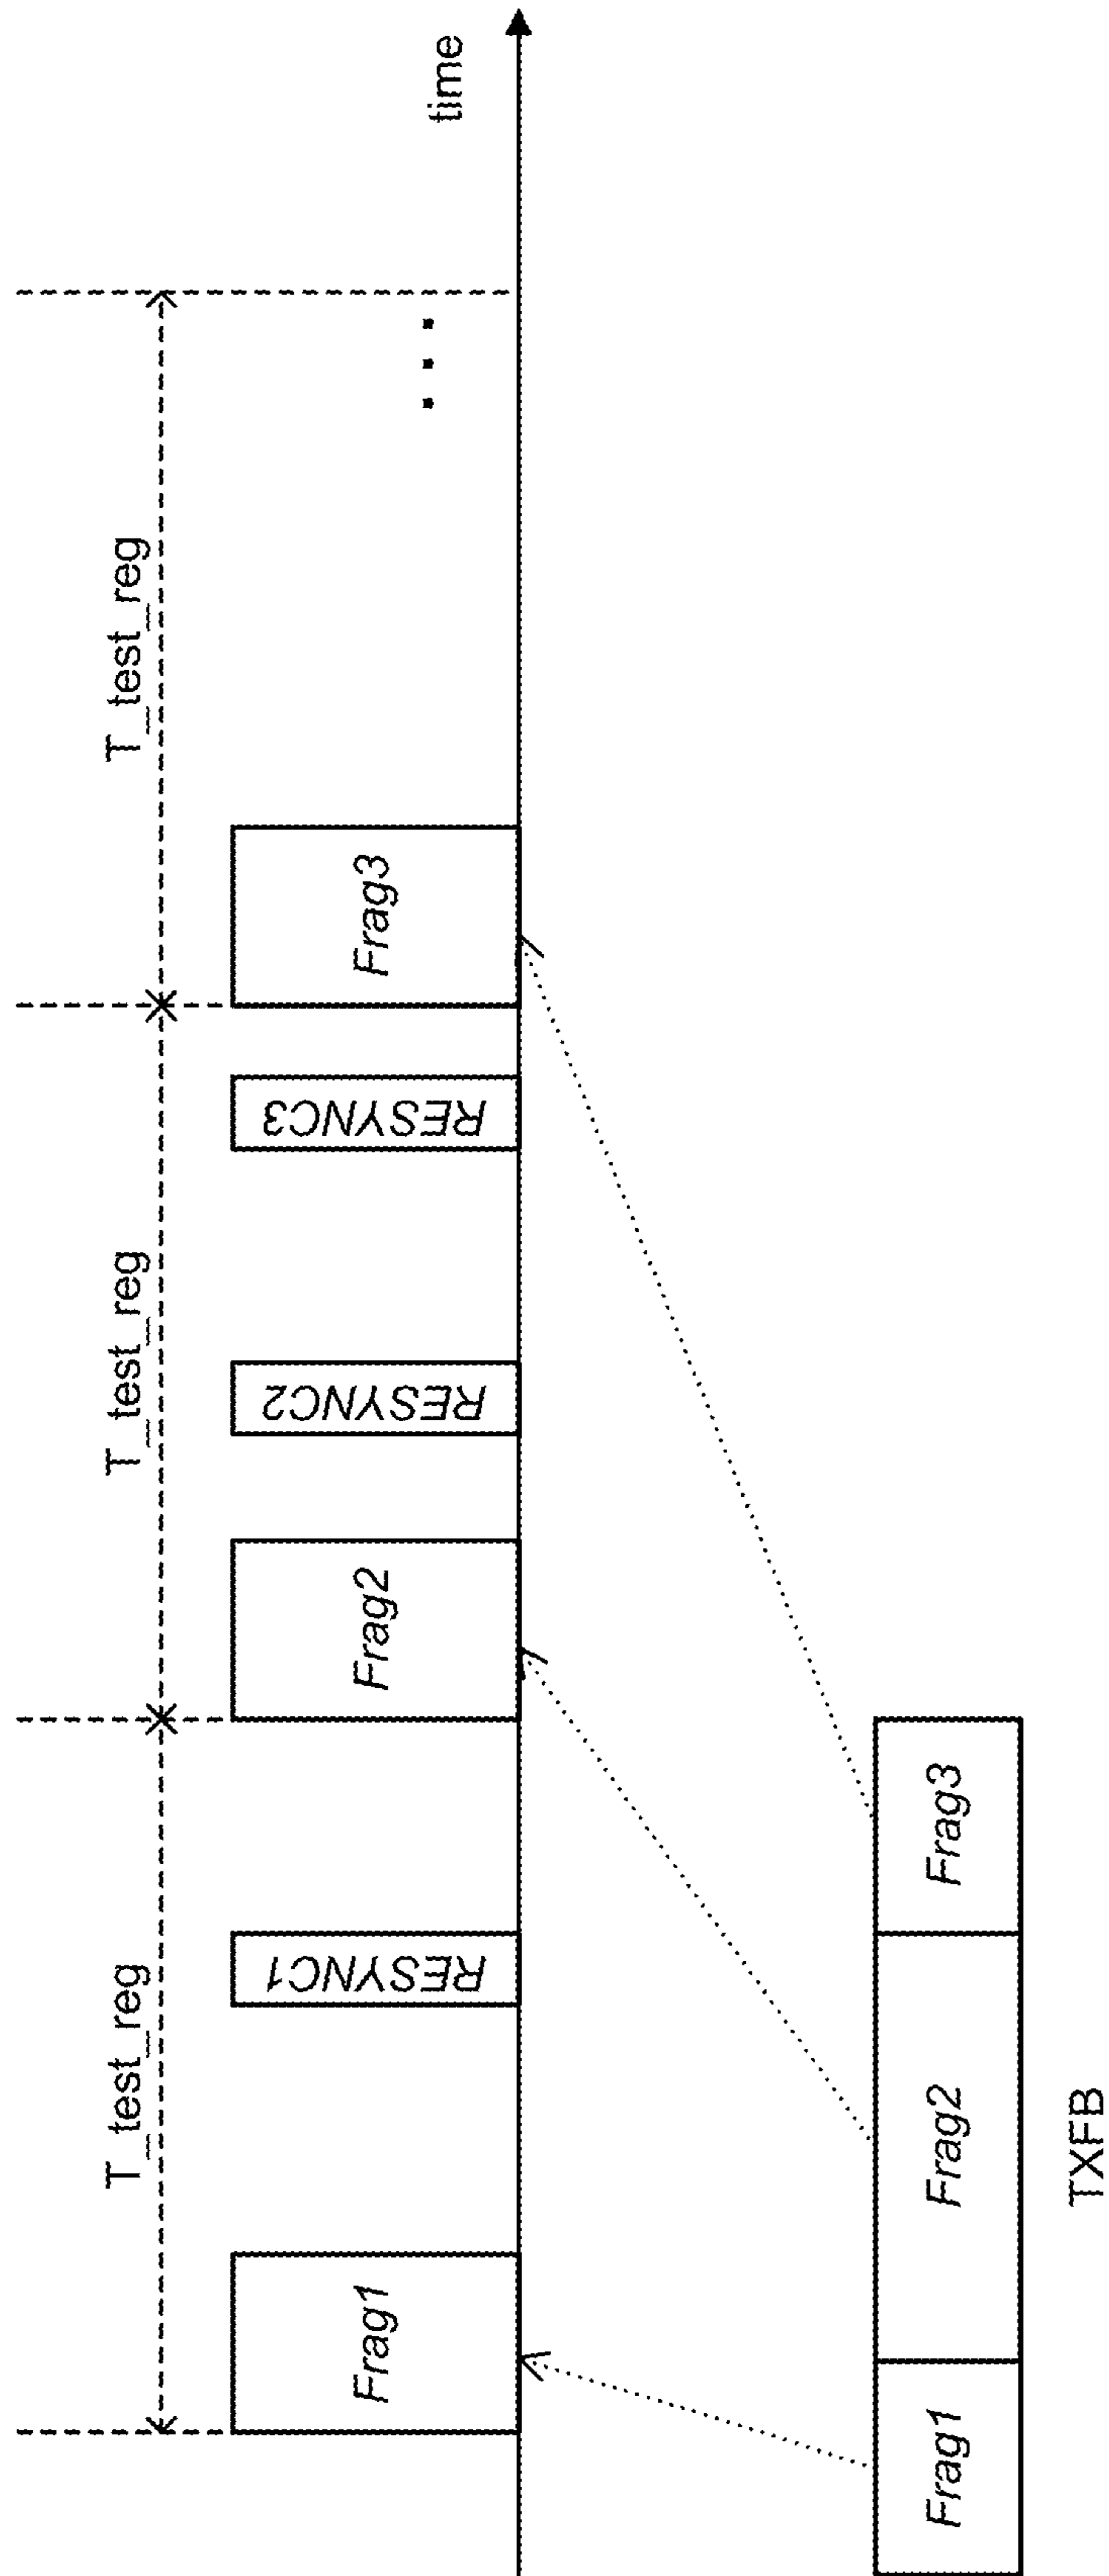 T_test_reg
T_test_reg
T_test_reg
Frag1
RESYNC1
Frag2
RESYNC2
RESYNC3
Frag3
...
time
Frag1
Frag2
Frag3
TXFB